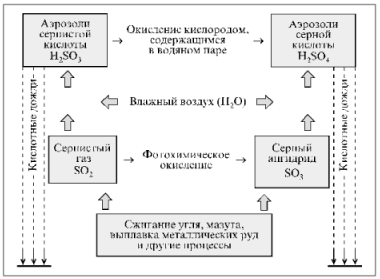 Аэрозоли
сернистой
кислоты
H₂SO₃
→ Окисление кислородом, →
содержащимся
в водяном паре
Аэрозоли
серной
кислоты
H₂SO₄
Кислотные дожди
Влажный воздух (H₂O)
Кислотные дожди
Сернистый
газ
SO₂
→ Фотохимическое →
окисление
Серный
ангидрид
SO₃
Сжигание угля, мазута,
выплавка металлических руд
и другие процессы